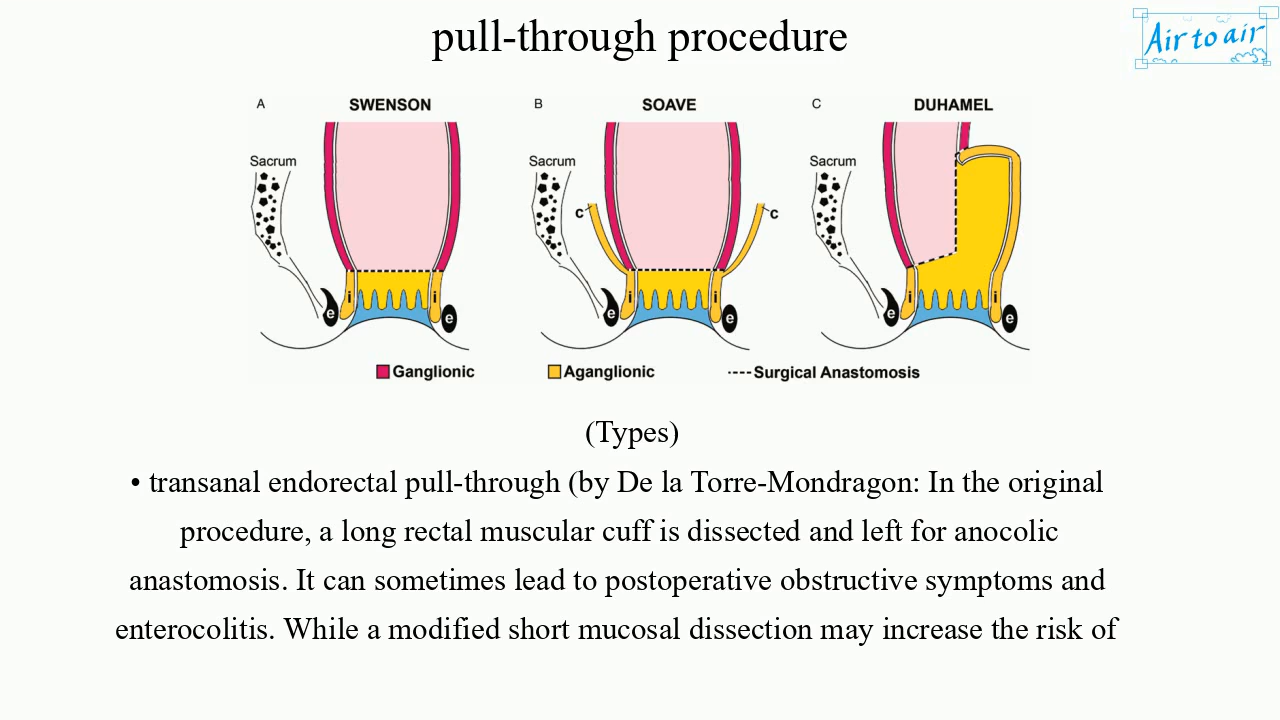 pull-through procedure
Air to air
A SWENSON
B SOAVE
C DUHAMEL
Sacrum
Sacrum
Sacrum
c c
i i
e e
i i
e e
i i
e e
Ganglionic
Aganglionic
Surgical Anastomosis
(Types)
• transanal endorectal pull-through (by De la Torre-Mondragon: In the original
procedure, a long rectal muscular cuff is dissected and left for anocolic
anastomosis. It can sometimes lead to postoperative obstructive symptoms and
enterocolitis. While a modified short mucosal dissection may increase the risk of